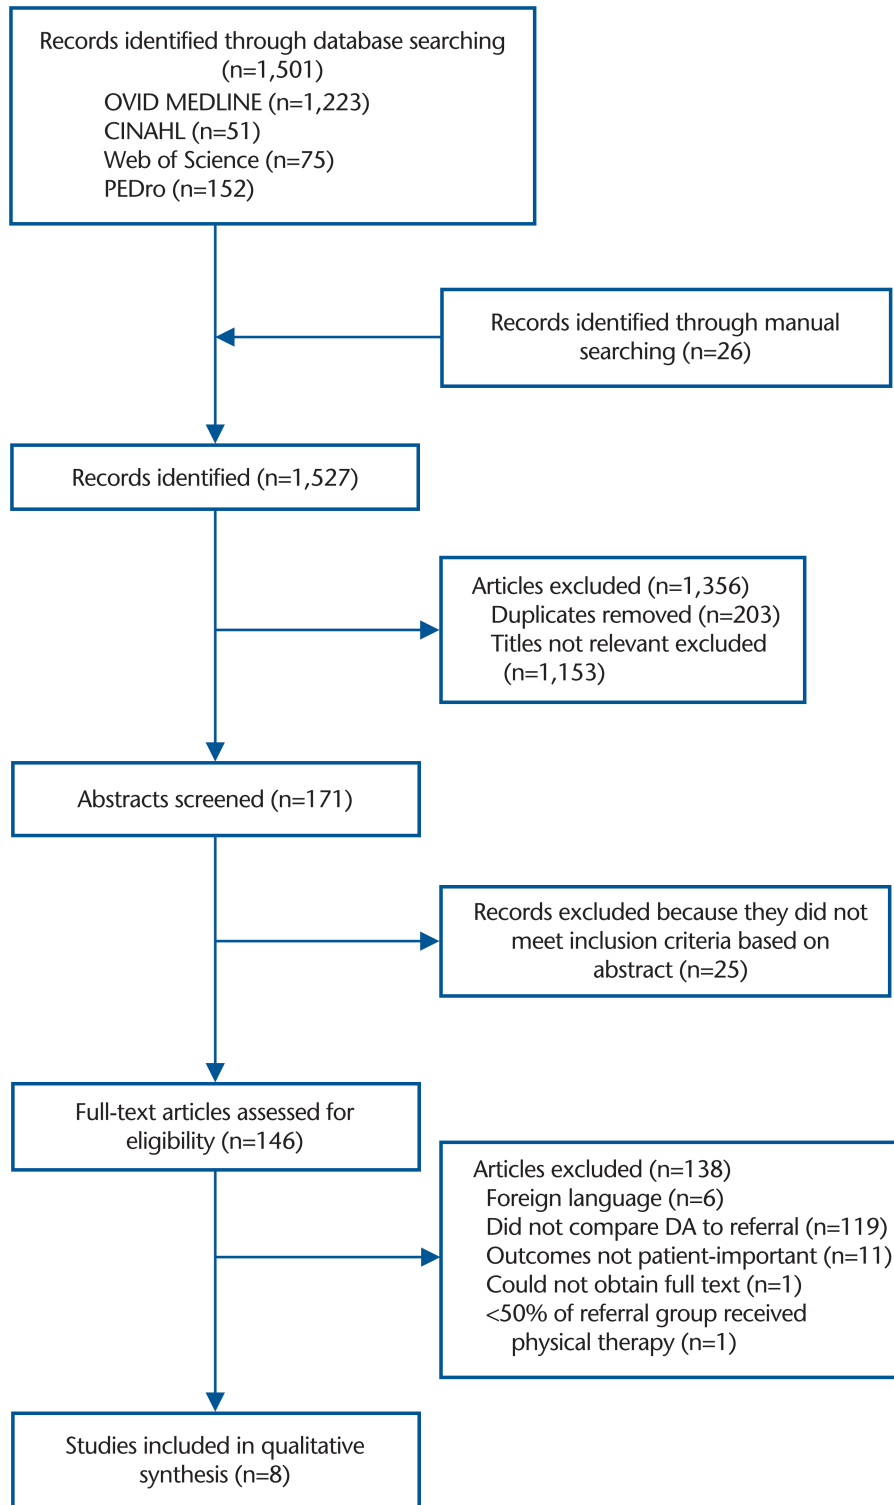 Records identified through database searching
(n=1,501)
OVID MEDLINE (n=1,223)
CINAHL (n=51)
Web of Science (n=75)
PEDro (n=152)
Records identified through manual
searching (n=26)
Records identified (n=1,527)
Articles excluded (n=1,356)
Duplicates removed (n=203)
Titles not relevant excluded
(n=1,153)
Abstracts screened (n=171)
Records excluded because they did not
meet inclusion criteria based on
abstract (n=25)
Full-text articles assessed for
eligibility (n=146)
Articles excluded (n=138)
Foreign language (n=6)
Did not compare DA to referral (n=119)
Outcomes not patient-important (n=11)
Could not obtain full text (n=1)
<50% of referral group received
physical therapy (n=1)
Studies included in qualitative
synthesis (n=8)